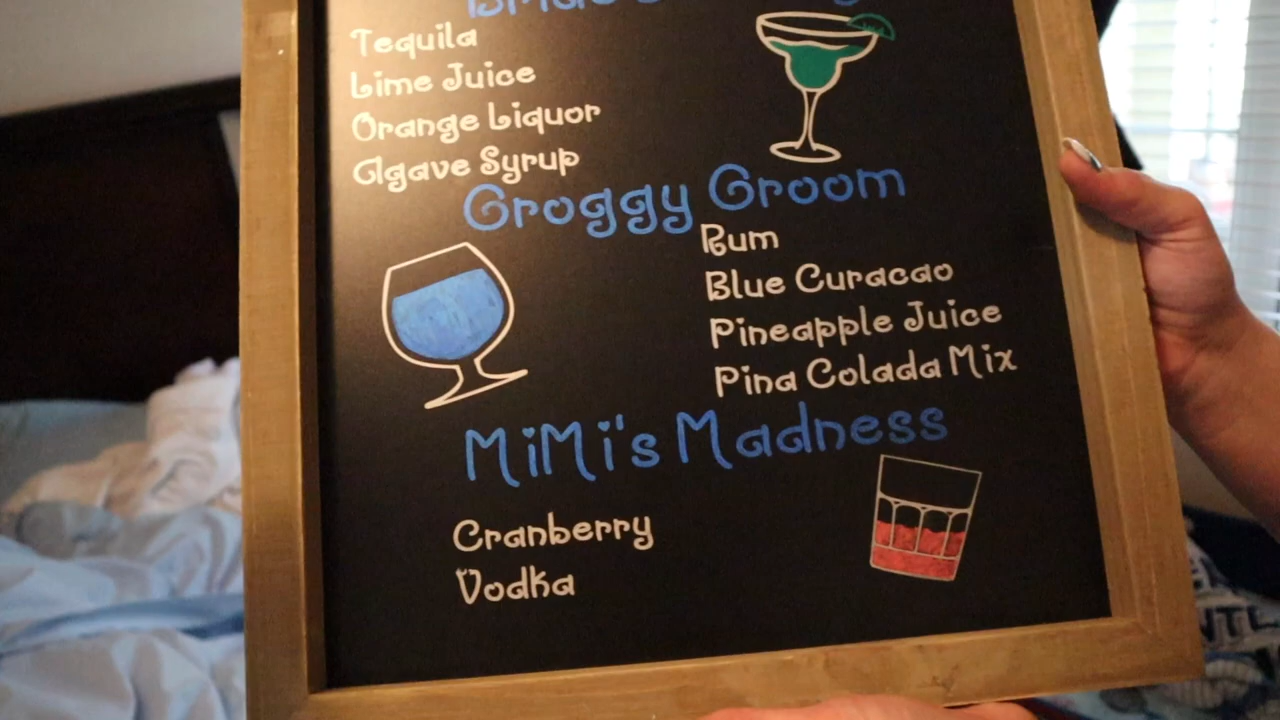 Tequila
Lime Juice
Orange Liquor
Agave Syrup
Groggy Groom
Rum
Blue Curacao
Pineapple Juice
Pina Colada Mix
MiMi's Madness
Cranberry
Vodka